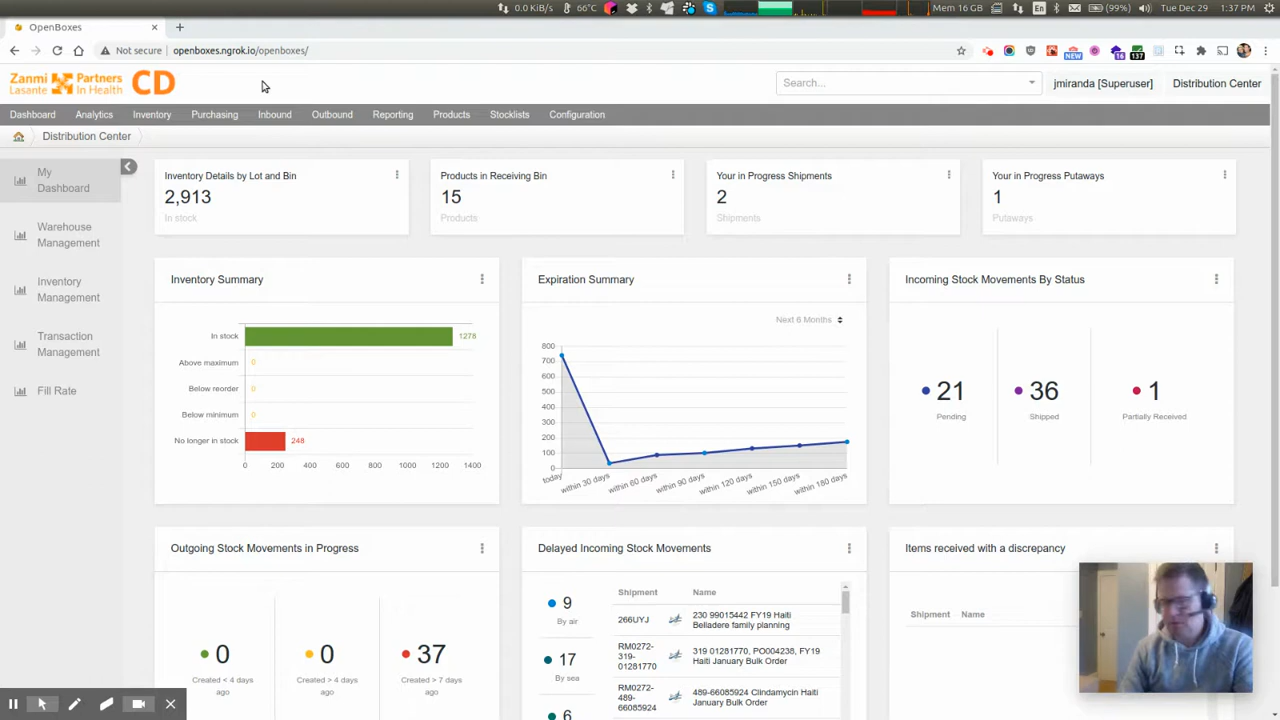 0.0 KiB/s 66°C Mem 16 GB En (99%) Tue Dec 29 1:37 PM
OpenBoxes
Not secure openboxes.ngrok.io/openboxes/
NEW 16 137
Zanmi Lasante Partners In Health CD
Search...
jmiranda [Superuser] Distribution Center
Dashboard Analytics Inventory Purchasing Inbound Outbound Reporting Products Stocklists Configuration
Distribution Center
My Dashboard
Warehouse Management
Inventory Management
Transaction Management
Fill Rate
Inventory Details by Lot and Bin
2,913
In stock
Products in Receiving Bin
15
Products
Your in Progress Shipments
2
Shipments
Your in Progress Putaways
1
Putaways
Inventory Summary
In stock 1278
Above maximum 0
Below reorder 0
Below minimum 0
No longer in stock 248
0 200 400 600 800 1000 1200 1400
Expiration Summary
Next 6 Months
800
700
600
500
400
300
200
100
0
today within 30 days within 60 days within 90 days within 120 days within 150 days within 180 days
Incoming Stock Movements By Status
21 36 1
Pending Shipped Partially Received
Outgoing Stock Movements in Progress
0 0 37
Created < 4 days ago
Created > 4 days ago
Created > 7 days ago
Delayed Incoming Stock Movements
9
By air
17
By sea
6
Shipment Name
266UYJ 230 99015442 FY19 Haiti Belladere family planning
RM0272-319-01281770 319 01281770, PO004238, FY19 Haiti January Bulk Order
RM0272-489-66085924 489-66085924 Clindamycin Haiti January Bulk Order
Items received with a discrepancy
Shipment Name